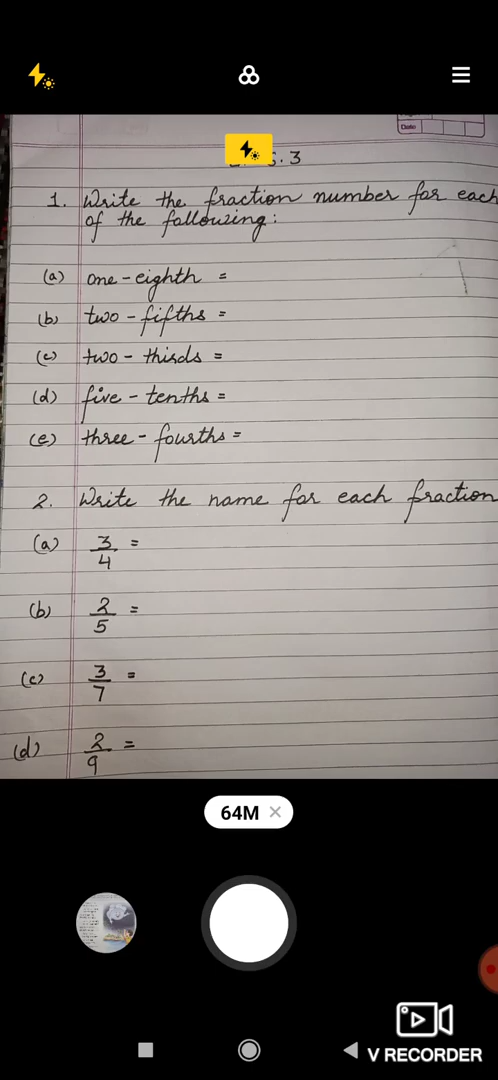 Date
.3
1. Write the fraction number for each
of the following:
(a) one-eighth =
(b) two-fifths =
(c) two-thirds =
(d) five-tenths =
(e) three-fourths =
2. Write the name for each fraction
(a) 3/4 =
(b) 2/5 =
(c) 3/7 =
(d) 2/9 =
64M ×
V RECORDER